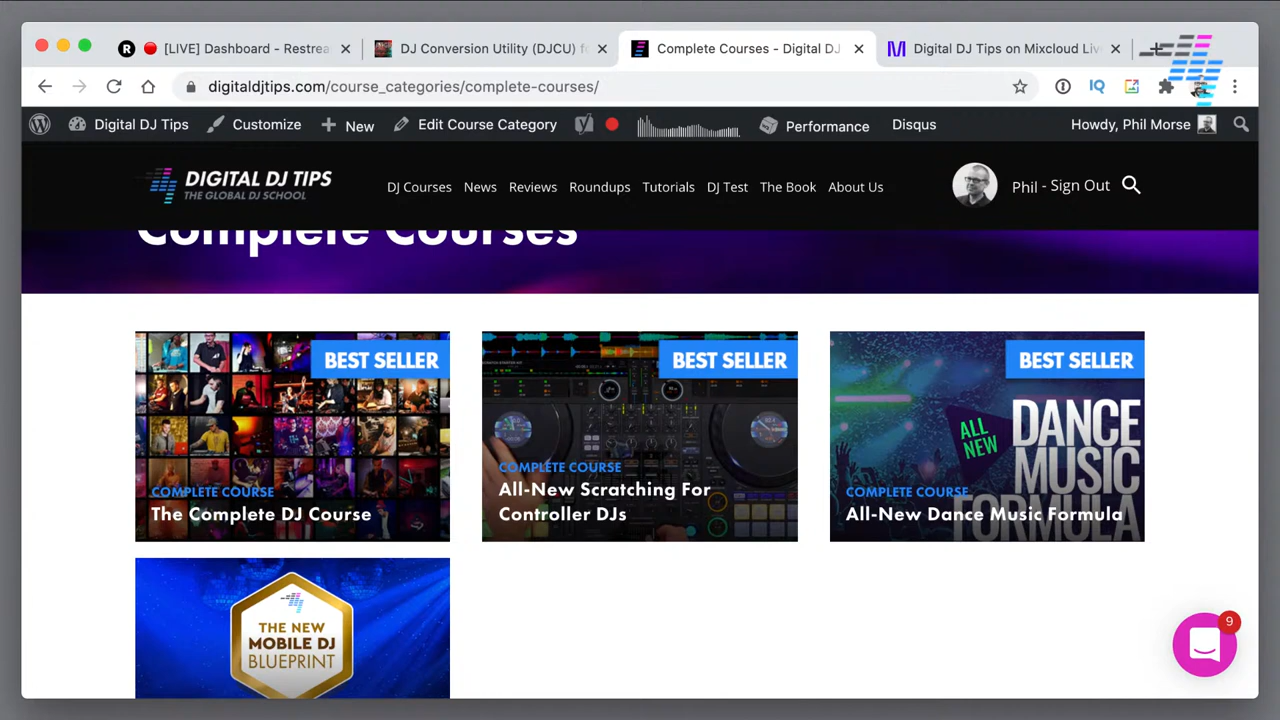 [LIVE] Dashboard - Restrea
DJ Conversion Utility (DJCU) f
Complete Courses - Digital DJ
Digital DJ Tips on Mixcloud Liv
digitaldjtips.com/course_categories/complete-courses/
Digital DJ Tips
Customize
New
Edit Course Category
Performance
Disqus
Howdy, Phil Morse
DIGITAL DJ TIPS
THE GLOBAL DJ SCHOOL
DJ Courses
News
Reviews
Roundups
Tutorials
DJ Test
The Book
About Us
Phil - Sign Out
Complete Courses
BEST SELLER
COMPLETE COURSE
The Complete DJ Course
BEST SELLER
COMPLETE COURSE
All-New Scratching For
Controller DJs
BEST SELLER
ALL
NEW
DANCE
MUSIC
FORMULA
COMPLETE COURSE
All-New Dance Music Formula
THE NEW
MOBILE DJ
BLUEPRINT
9